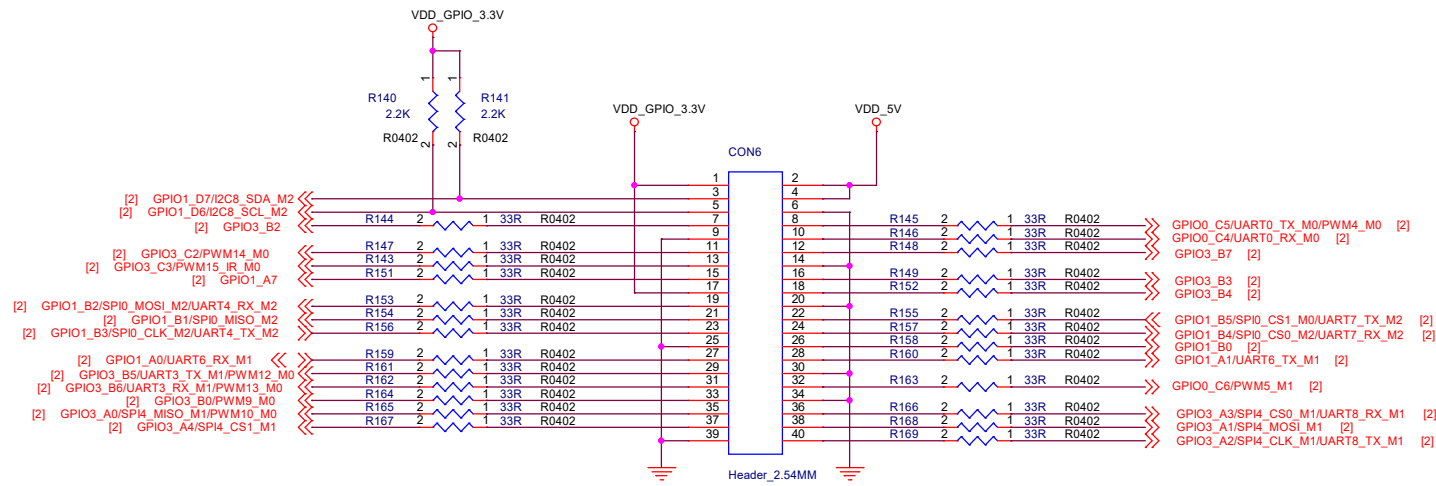 VDD_GPIO_3.3V
1 1
R140 R141
2.2K 2.2K
R0402 R0402
2 2
VDD_GPIO_3.3V VDD_5V
CON6
1 2
[2] GPIO1_D7/I2C8_SDA_M2 3 4
[2] GPIO1_D6/I2C8_SCL_M2 5 6
[2] GPIO3_B2 R144 2 1 33R R0402 7 8 R145 2 1 33R R0402 GPIO0_C5/UART0_TX_M0/PWM4_M0 [2]
9 10 R146 2 1 33R R0402 GPIO0_C4/UART0_RX_M0 [2]
[2] GPIO3_C2/PWM14_M0 R147 2 1 33R R0402 11 12 R148 2 1 33R R0402 GPIO3_B7 [2]
[2] GPIO3_C3/PWM15_IR_M0 R143 2 1 33R R0402 13 14
[2] GPIO1_A7 R151 2 1 33R R0402 15 16 R149 2 1 33R R0402 GPIO3_B3 [2]
17 18 R152 2 1 33R R0402 GPIO3_B4 [2]
[2] GPIO1_B2/SPI0_MOSI_M2/UART4_RX_M2 R153 2 1 33R R0402 19 20
[2] GPIO1_B1/SPI0_MISO_M2 R154 2 1 33R R0402 21 22 R155 2 1 33R R0402 GPIO1_B5/SPI0_CS1_M0/UART7_TX_M2 [2]
[2] GPIO1_B3/SPI0_CLK_M2/UART4_TX_M2 R156 2 1 33R R0402 23 24 R157 2 1 33R R0402 GPIO1_B4/SPI0_CS0_M2/UART7_RX_M2 [2]
25 26 R158 2 1 33R R0402 GPIO1_B0 [2]
[2] GPIO1_A0/UART6_RX_M1 R159 2 1 33R R0402 27 28 R160 2 1 33R R0402 GPIO1_A1/UART6_TX_M1 [2]
[2] GPIO3_B5/UART3_TX_M1/PWM12_M0 R161 2 1 33R R0402 29 30
[2] GPIO3_B6/UART3_RX_M1/PWM13_M0 R162 2 1 33R R0402 31 32 R163 2 1 33R R0402 GPIO0_C6/PWM5_M1 [2]
[2] GPIO3_B0/PWM9_M0 R164 2 1 33R R0402 33 34
[2] GPIO3_A0/SPI4_MISO_M1/PWM10_M0 R165 2 1 33R R0402 35 36 R166 2 1 33R R0402 GPIO3_A3/SPI4_CS0_M1/UART8_RX_M1 [2]
[2] GPIO3_A4/SPI4_CS1_M1 R167 2 1 33R R0402 37 38 R168 2 1 33R R0402 GPIO3_A1/SPI4_MOSI_M1 [2]
39 40 R169 2 1 33R R0402 GPIO3_A2/SPI4_CLK_M1/UART8_TX_M1 [2]
Header_2.54MM